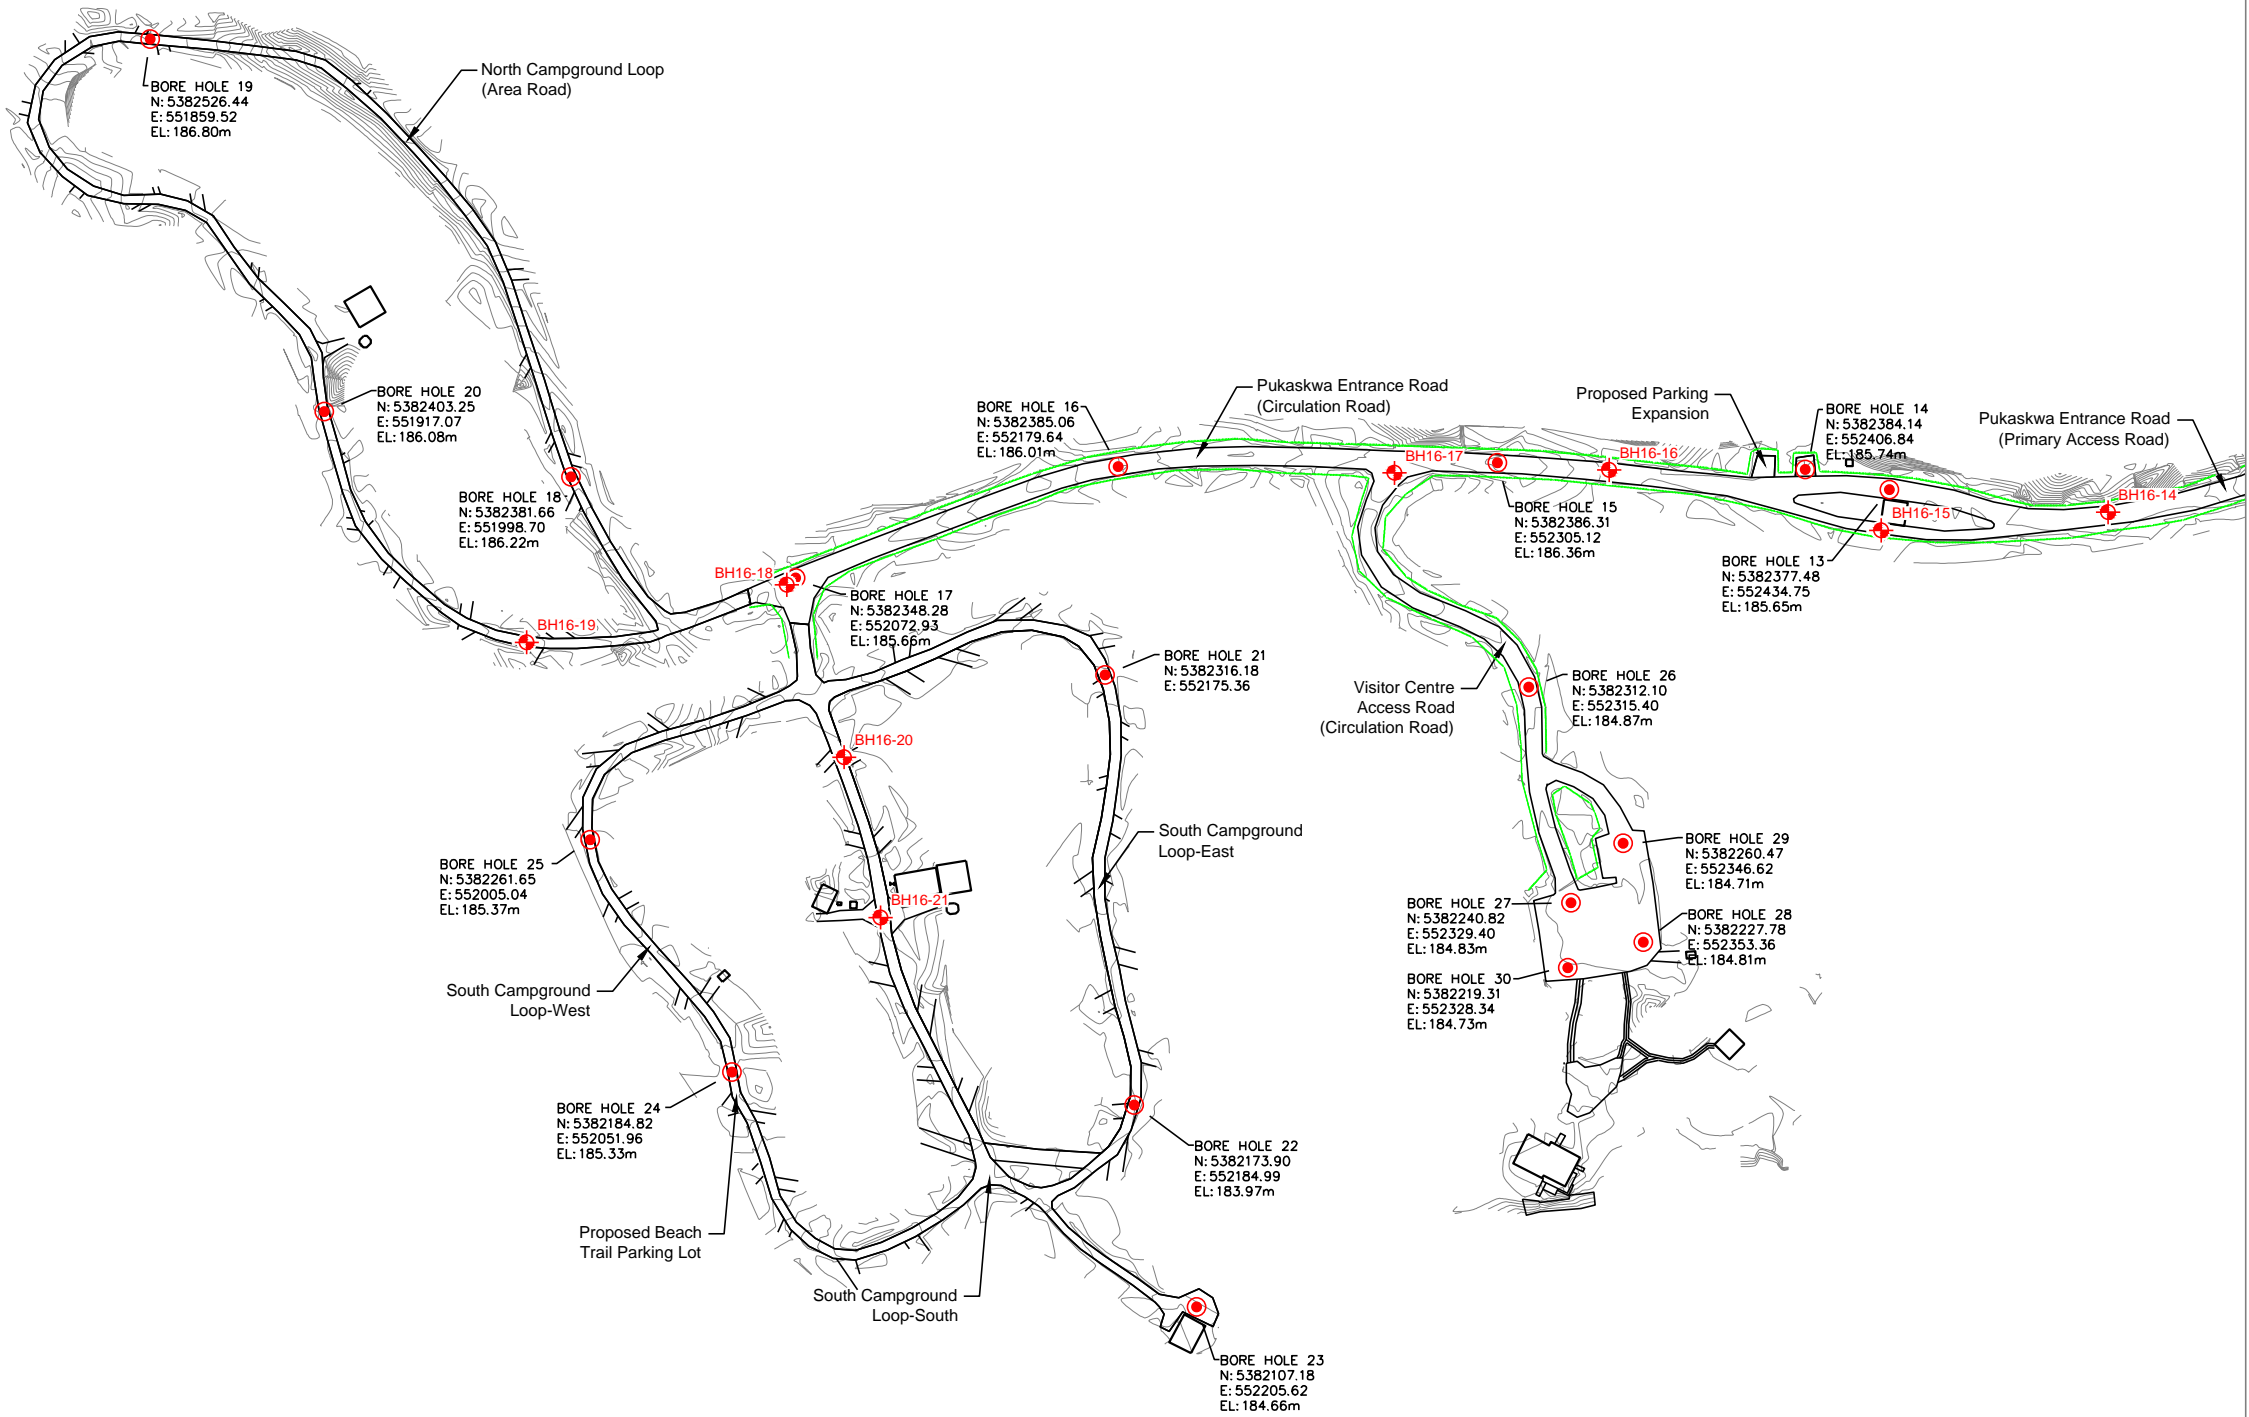 BORE HOLE 19
N: 5382526.44
E: 551859.52
EL: 186.80m
North Campground Loop
(Area Road)
BORE HOLE 20
N: 5382403.25
E: 551917.07
EL: 186.08m
BORE HOLE 18
N: 5382381.66
E: 551998.70
EL: 186.22m
BORE HOLE 16
N: 5382385.06
E: 552179.64
EL: 186.01m
Pukaskwa Entrance Road
(Circulation Road)
Proposed Parking
Expansion
BORE HOLE 14
N: 5382384.14
E: 552406.84
EL: 185.74m
Pukaskwa Entrance Road
(Primary Access Road)
BH16-17
BH16-16
BH16-14
BH16-15
BORE HOLE 15
N: 5382386.31
E: 552305.12
EL: 186.36m
BORE HOLE 13
N: 5382377.48
E: 552434.75
EL: 185.65m
BH16-18
BORE HOLE 17
N: 5382348.28
E: 552072.93
EL: 185.66m
BH16-19
BORE HOLE 21
N: 5382316.18
E: 552175.36
Visitor Centre
Access Road
(Circulation Road)
BORE HOLE 26
N: 5382312.10
E: 552315.40
EL: 184.87m
BH16-20
South Campground
Loop-East
BORE HOLE 29
N: 5382260.47
E: 552346.62
EL: 184.71m
BORE HOLE 25
N: 5382261.65
E: 552005.04
EL: 185.37m
BH16-21
BORE HOLE 27
N: 5382240.82
E: 552329.40
EL: 184.83m
BORE HOLE 28
N: 5382227.78
E: 552353.36
EL: 184.81m
BORE HOLE 30
N: 5382219.31
E: 552328.34
EL: 184.73m
South Campground
Loop-West
BORE HOLE 24
N: 5382184.82
E: 552051.96
EL: 185.33m
BORE HOLE 22
N: 5382173.90
E: 552184.99
EL: 183.97m
Proposed Beach
Trail Parking Lot
South Campground
Loop-South
BORE HOLE 23
N: 5382107.18
E: 552205.62
EL: 184.66m